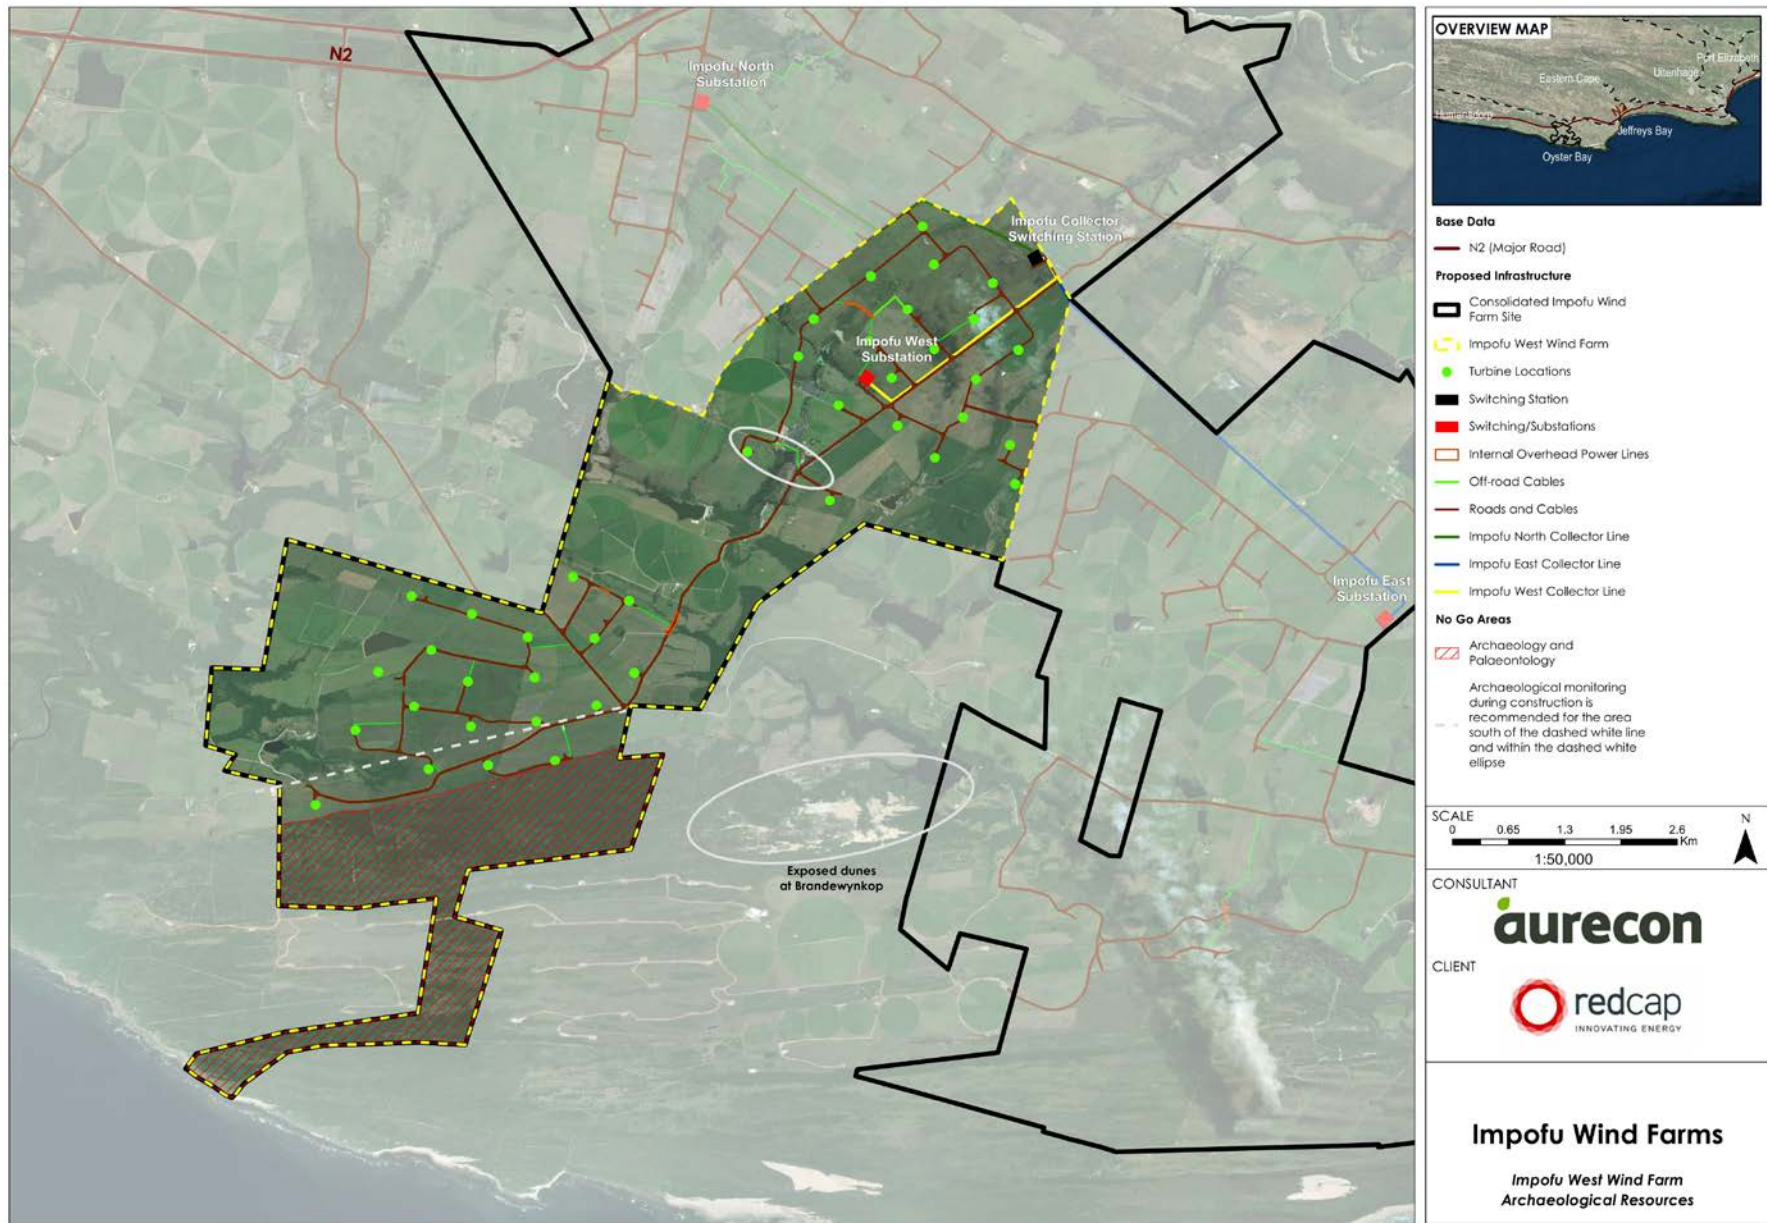 N2
Impofu North
Substation
Impofu Collector
Switching Station
Impofu West
Substation
Impofu East
Substation
Exposed dunes
at Brandewynkop
OVERVIEW MAP
Port Elizabeth
Uitenhage
Eastern Cape
Humansdorp
Jeffreys Bay
Oyster Bay
Base Data
N2 (Major Road)
Proposed Infrastructure
Consolidated Impofu Wind
Farm Site
Impofu West Wind Farm
Turbine Locations
Switching Station
Switching/Substations
Internal Overhead Power Lines
Off-road Cables
Roads and Cables
Impofu North Collector Line
Impofu East Collector Line
Impofu West Collector Line
No Go Areas
Archaeology and
Palaeontology
Archaeological monitoring
during construction is
recommended for the area
south of the dashed white line
and within the dashed white
ellipse
SCALE
N
0 0.65 1.3 1.95 2.6
Km
1:50,000
CONSULTANT
aurecon
CLIENT
redcap
INNOVATING ENERGY
Impofu Wind Farms
Impofu West Wind Farm
Archaeological Resources